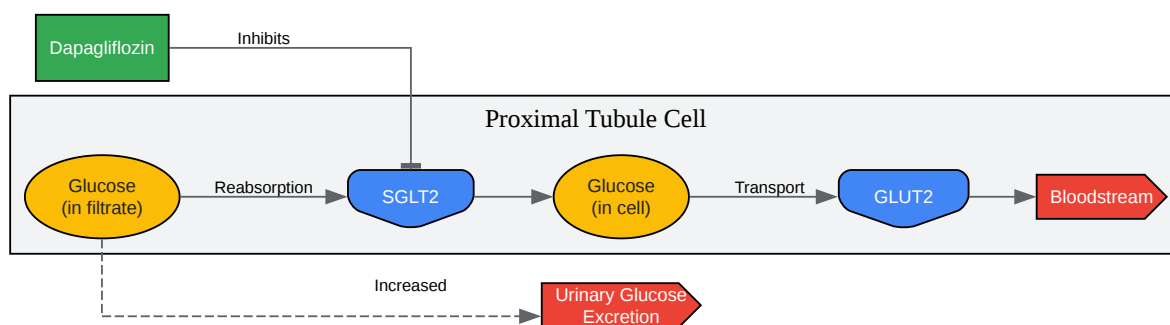 Dapagliflozin
Inhibits
Proximal Tubule Cell
Glucose
(in filtrate)
Reabsorption
SGLT2
Glucose
(in cell)
Transport
GLUT2
Bloodstream
Increased
Urinary Glucose
Excretion